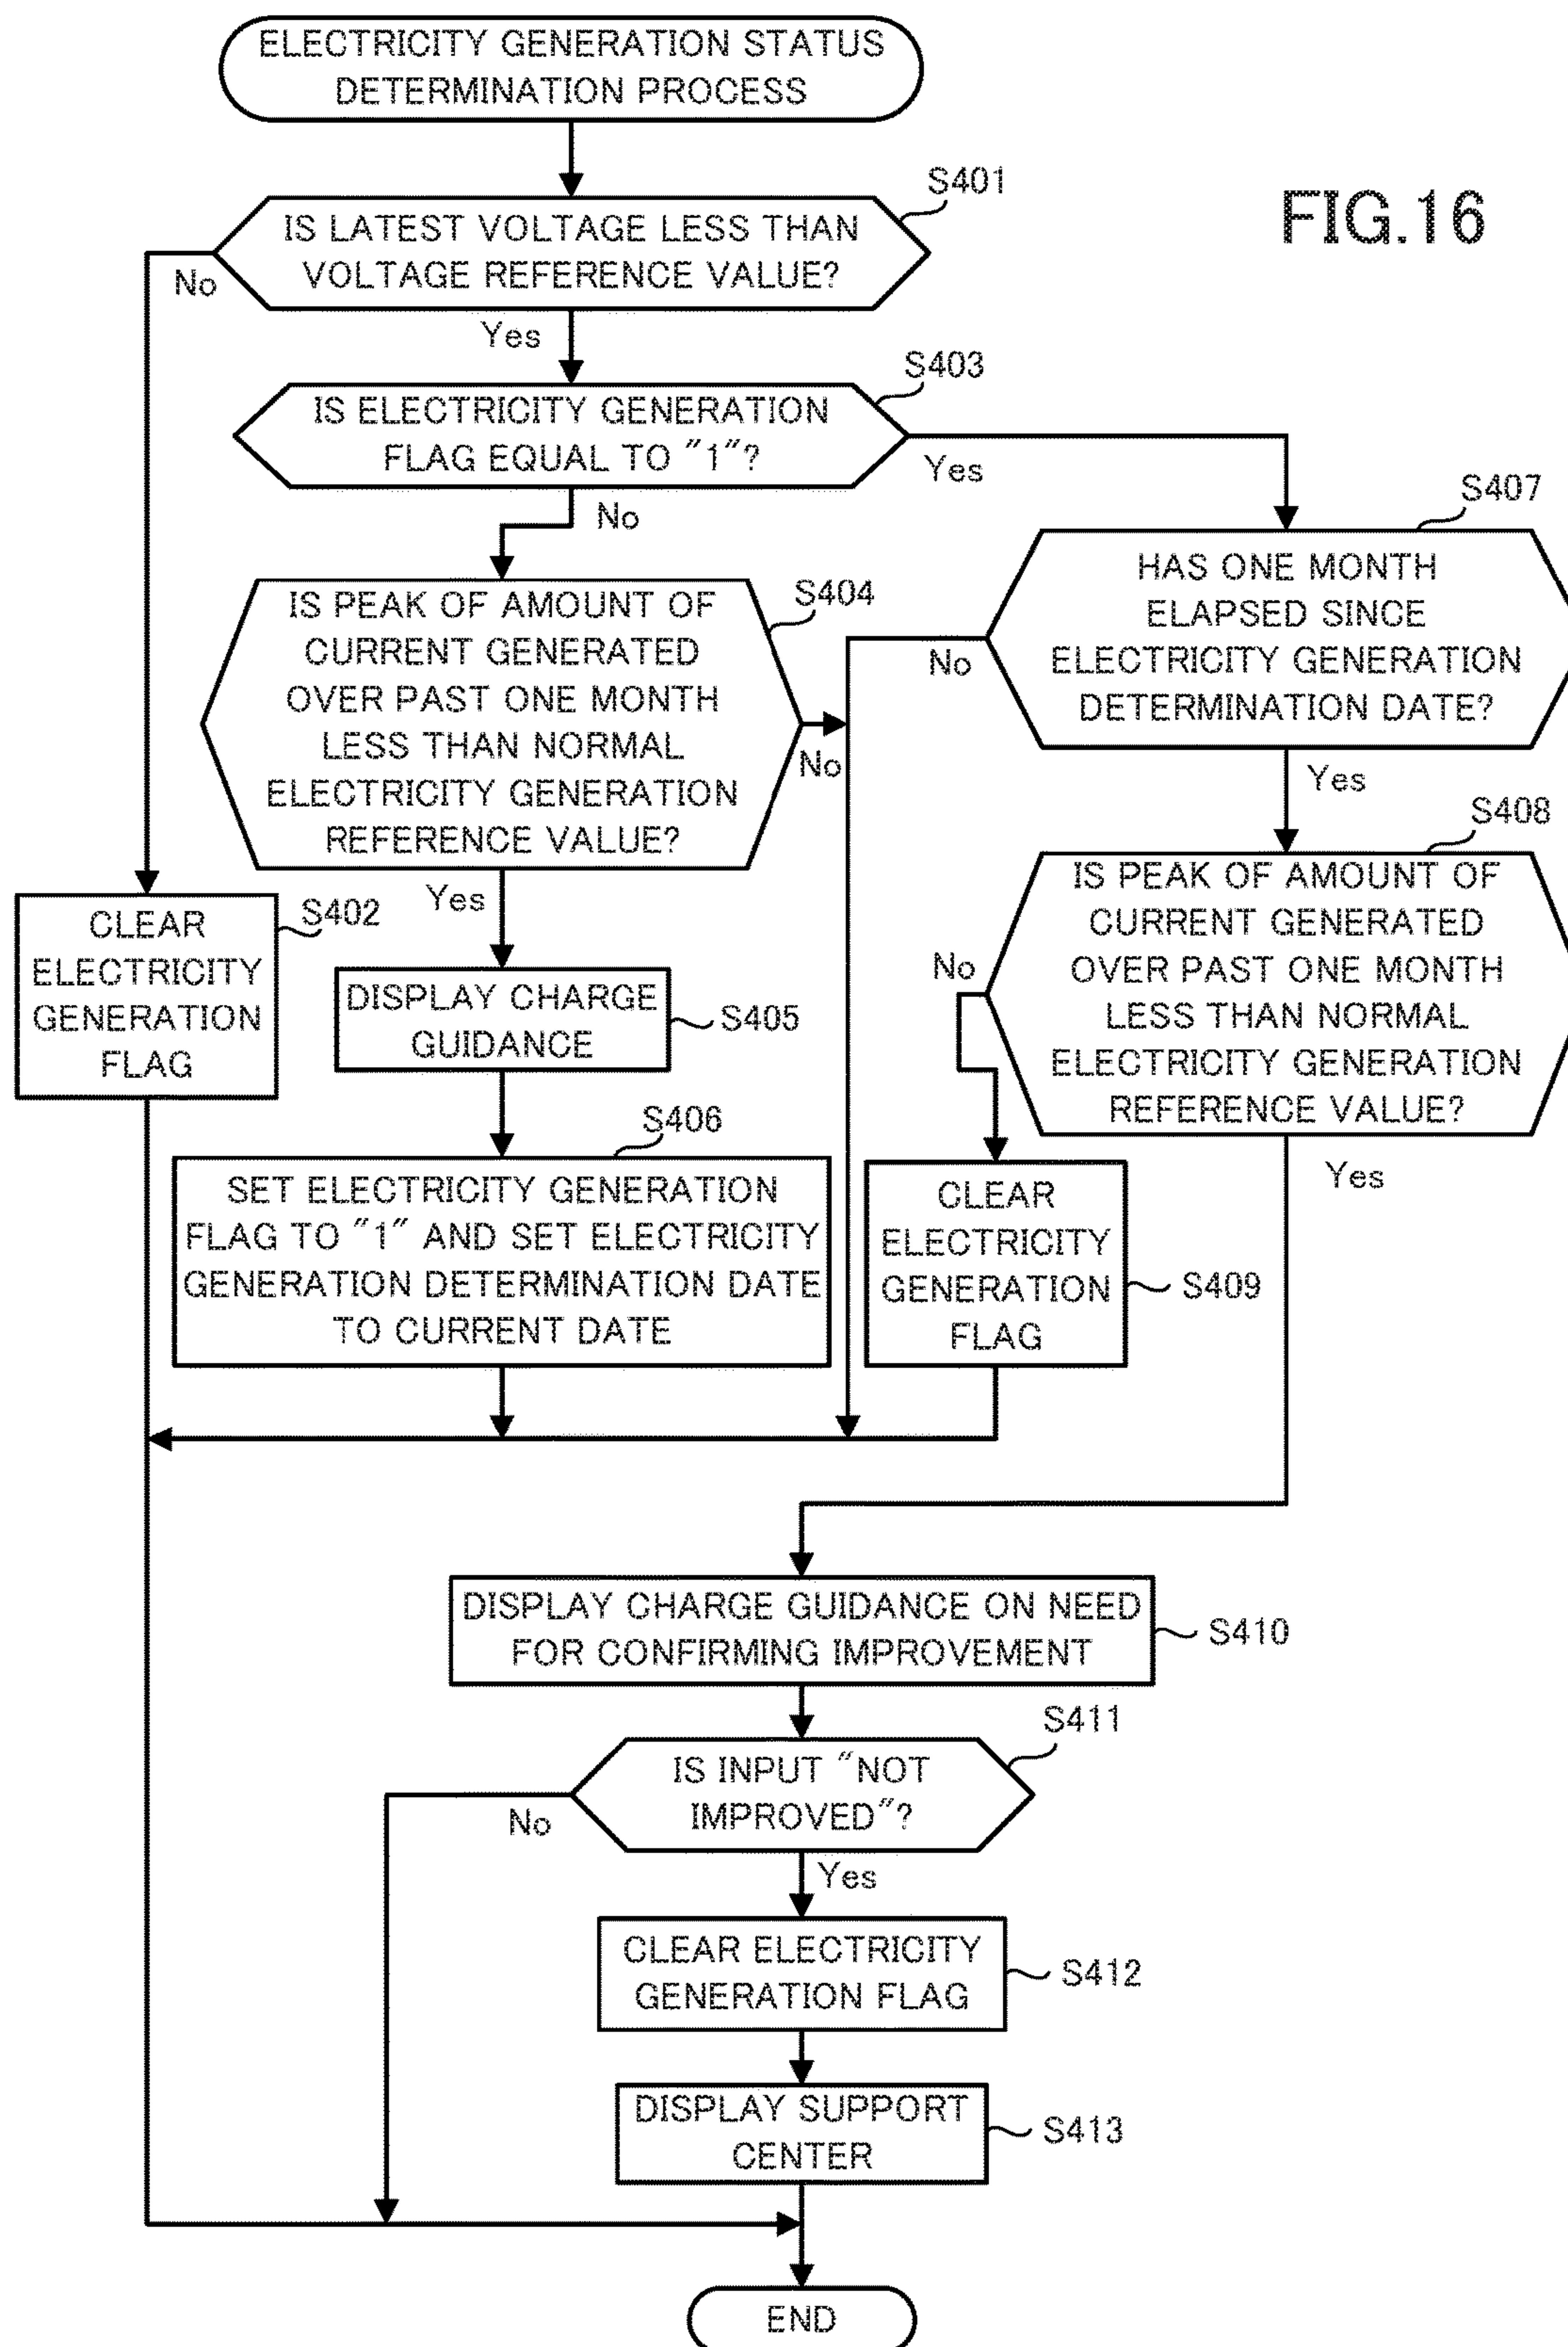 ELECTRICITY GENERATION STATUS
DETERMINATION PROCESS
FIG.16
S401
IS LATEST VOLTAGE LESS THAN
VOLTAGE REFERENCE VALUE?
No
Yes
S403
IS ELECTRICITY GENERATION
FLAG EQUAL TO "1"?
Yes
No
S407
HAS ONE MONTH
ELAPSED SINCE
ELECTRICITY GENERATION
DETERMINATION DATE?
No
Yes
S404
IS PEAK OF AMOUNT OF
CURRENT GENERATED
OVER PAST ONE MONTH
LESS THAN NORMAL
ELECTRICITY GENERATION
REFERENCE VALUE?
No
Yes
S408
IS PEAK OF AMOUNT OF
CURRENT GENERATED
OVER PAST ONE MONTH
LESS THAN NORMAL
ELECTRICITY GENERATION
REFERENCE VALUE?
No
Yes
S402
CLEAR
ELECTRICITY
GENERATION
FLAG
DISPLAY CHARGE
GUIDANCE
S405
S406
SET ELECTRICITY GENERATION
FLAG TO "1" AND SET ELECTRICITY
GENERATION DETERMINATION DATE
TO CURRENT DATE
CLEAR
ELECTRICITY
GENERATION
FLAG
S409
DISPLAY CHARGE GUIDANCE ON NEED
FOR CONFIRMING IMPROVEMENT
S410
S411
IS INPUT "NOT
IMPROVED"?
No
Yes
CLEAR ELECTRICITY
GENERATION FLAG
S412
DISPLAY SUPPORT
CENTER
S413
END